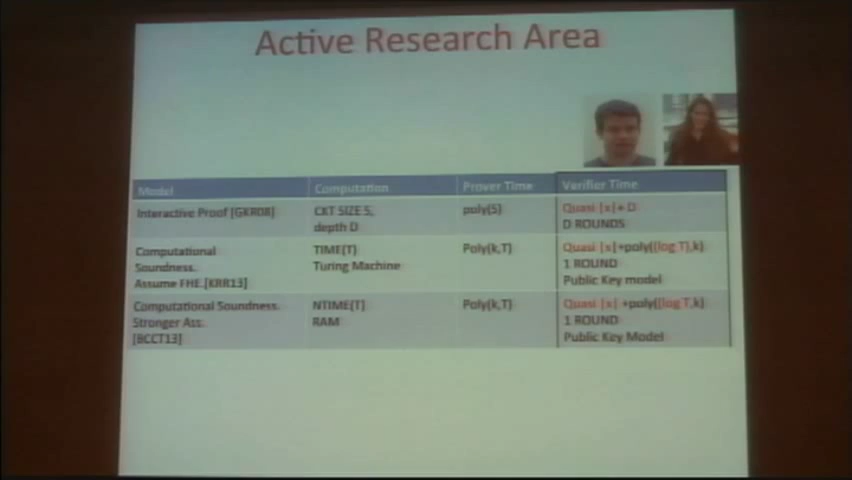 Active Research Area
Model Computation Prover Time Verifier Time
Interactive Proof [GKR08] CKT SIZE S, poly(S) Quasi |x|+ D
depth D D ROUNDS
Computational TIME(T) Poly(k,T) Quasi |x|+poly((log T),k)
Soundness. Turing Machine 1 ROUND
Assume FHE.[KRR13] Public Key model
Computational Soundness. NTIME(T) Poly(k,T) Quasi |x| +poly((log T,k)
Stronger Ass. RAM 1 ROUND
[BCCT13] Public Key Model